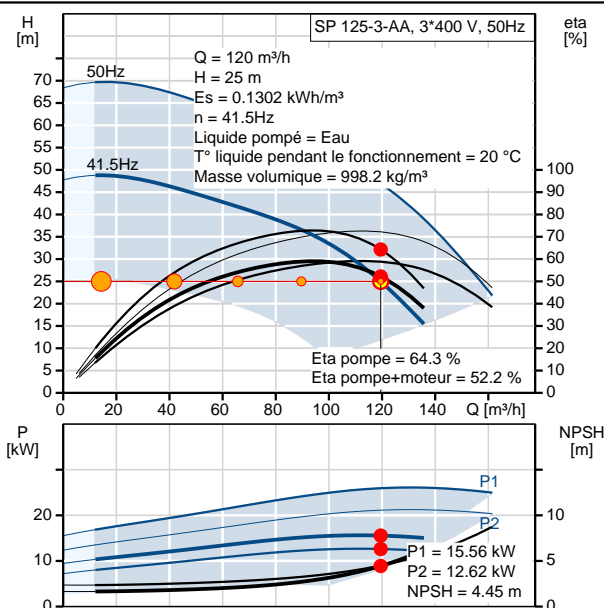 H
[m]
SP 125-3-AA, 3*400 V, 50Hz
eta
[%]
Q = 120 m³/h
H = 25 m
Es = 0.1302 kWh/m³
n = 41.5Hz
Liquide pompé = Eau
T° liquide pendant le fonctionnement = 20 °C
Masse volumique = 998.2 kg/m³
50Hz
41.5Hz
70
65
60
55
50
45
40
35
30
25
20
15
10
5
0
100
90
80
70
60
50
40
30
20
10
0
Eta pompe = 64.3 %
Eta pompe+moteur = 52.2 %
0 20 40 60 80 100 120 140 Q [m³/h]
P
[kW]
NPSH
[m]
20
10
0
10
5
0
P1
P2
P1 = 15.56 kW
P2 = 12.62 kW
NPSH = 4.45 m